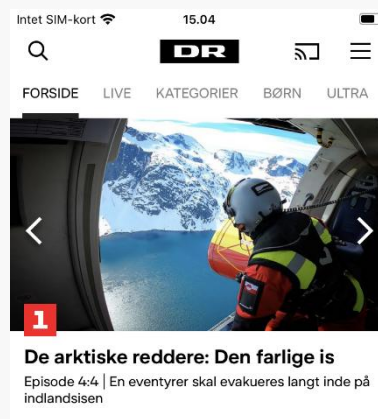 Intet SIM-kort 15.04
DR
FORSIDE LIVE KATEGORIER BØRN ULTRA
1
De arktiske reddere: Den farlige is
Episode 4:4 | En eventyrer skal evakueres langt inde på
indlandsisen